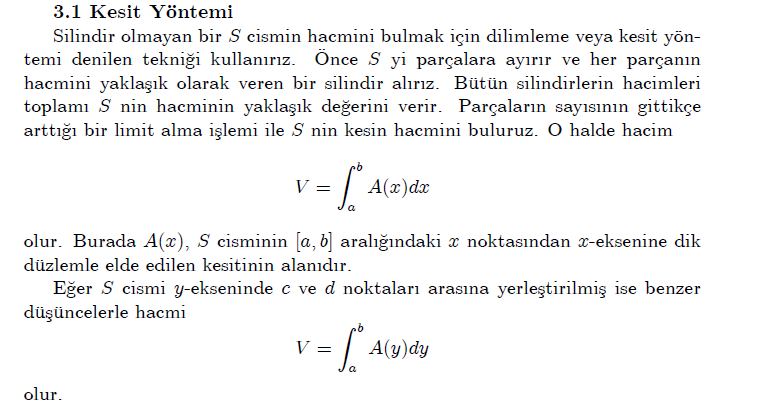 3.1 Kesit Yöntemi
Silindir olmayan bir S cismin hacmini bulmak için dilimleme veya kesit yön-
temi denilen tekniği kullanırız. Önce S yi parçalara ayırır ve her parçanın
hacmini yaklaşık olarak veren bir silindir alırız. Bütün silindirlerin hacimleri
toplamı S nin hacminin yaklaşık değerini verir. Parçaların sayısının gittikçe
arttığı bir limit alma işlemi ile S nin kesin hacmini buluruz. O halde hacim
V = ∫_a^b A(x)dx
olur. Burada A(x), S cisminin [a, b] aralığındaki x noktasından x-eksenine dik
düzlemle elde edilen kesitinin alanıdır.
Eğer S cismi y-ekseninde c ve d noktaları arasına yerleştirilmiş ise benzer
düşüncelerle hacmi
V = ∫_a^b A(y)dy
olur.